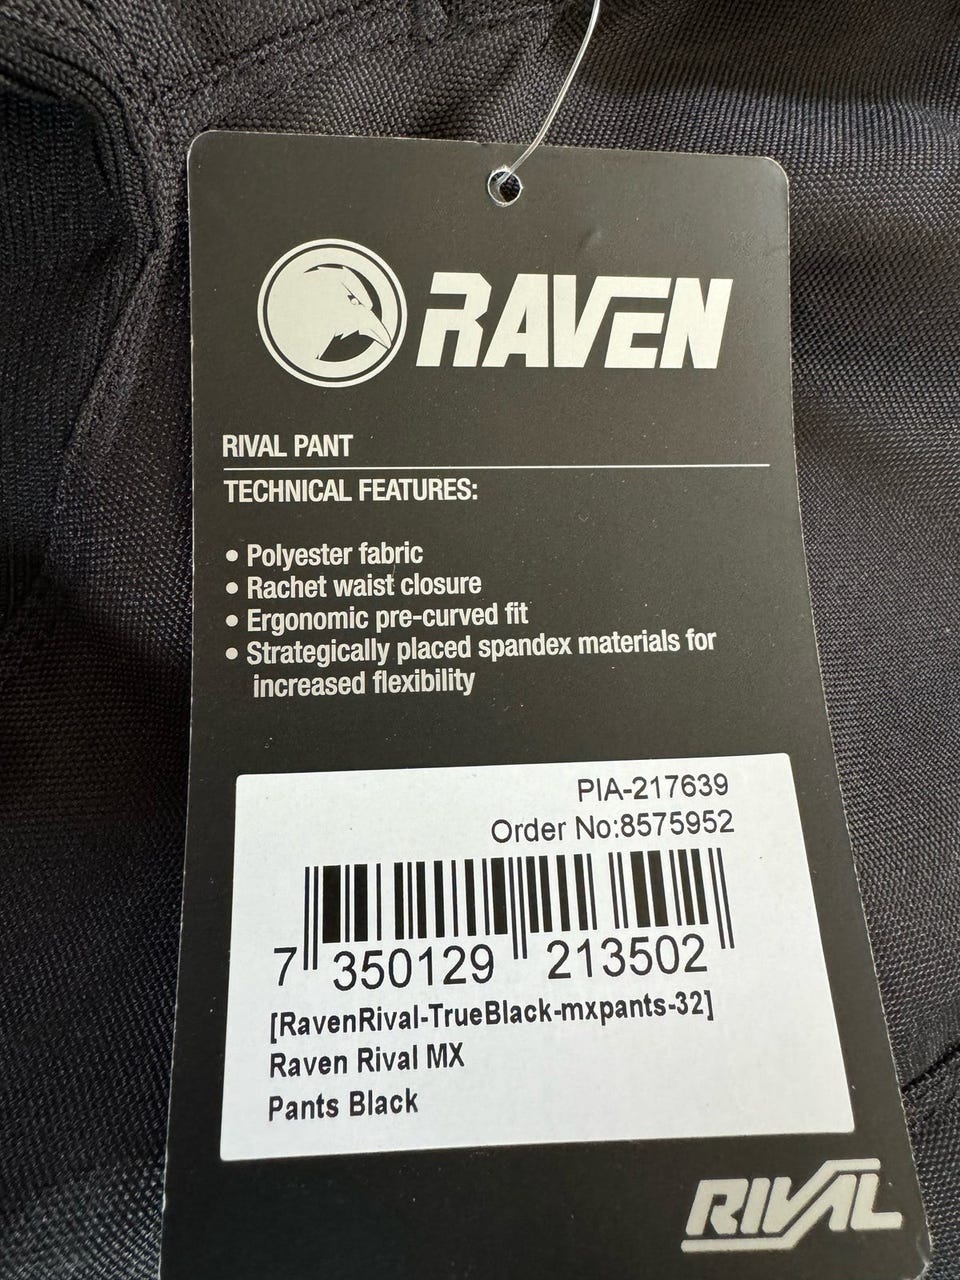 RAVEN
RIVAL PANT
TECHNICAL FEATURES:
• Polyester fabric
• Rachet waist closure
• Ergonomic pre-curved fit
• Strategically placed spandex materials for
increased flexibility
PIA-217639
Order No:8575952
7 350129 213502
[RavenRival-TrueBlack-mxpants-32]
Raven Rival MX
Pants Black
RIVAL